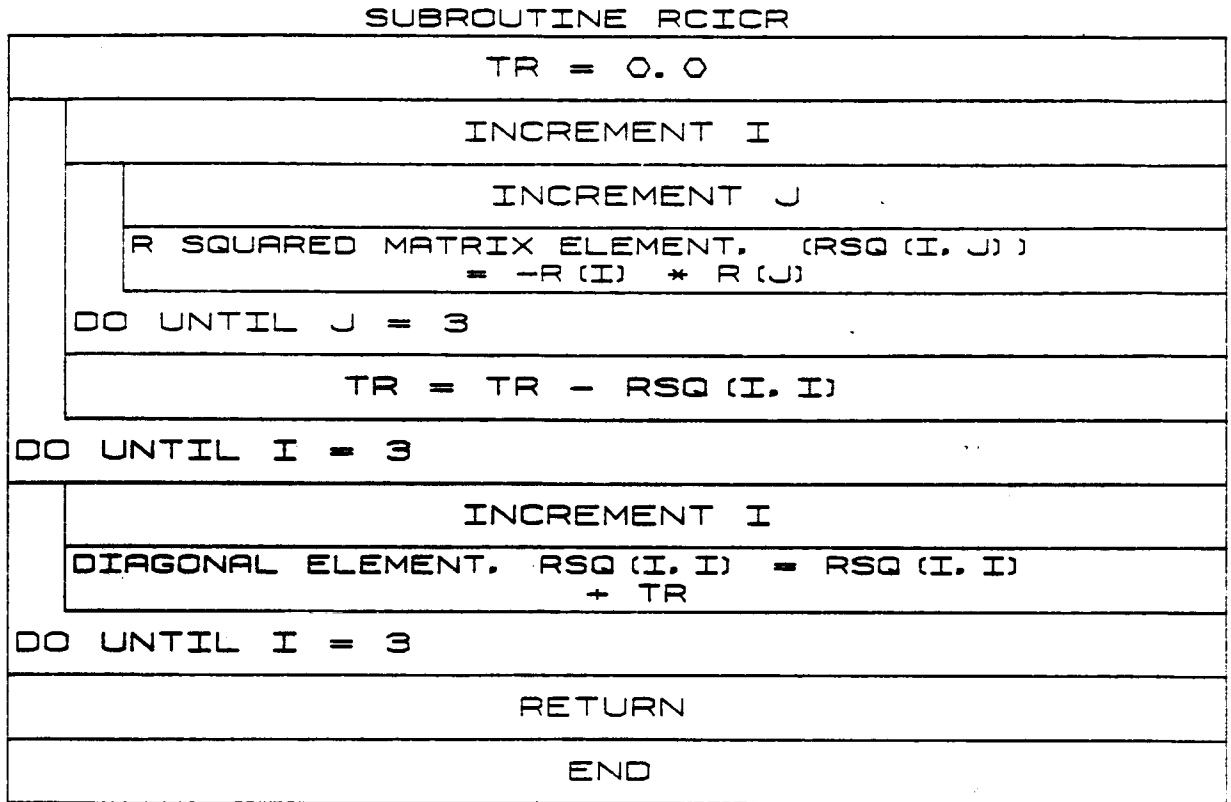 SUBROUTINE RCICR
TR = 0.0
INCREMENT I
INCREMENT J
R SQUARED MATRIX ELEMENT, (RSQ(I,J))
= -R(I) * R(J)
DO UNTIL J = 3
TR = TR - RSQ(I,I)
DO UNTIL I = 3
INCREMENT I
DIAGONAL ELEMENT, RSQ(I,I) = RSQ(I,I)
+ TR
DO UNTIL I = 3
RETURN
END